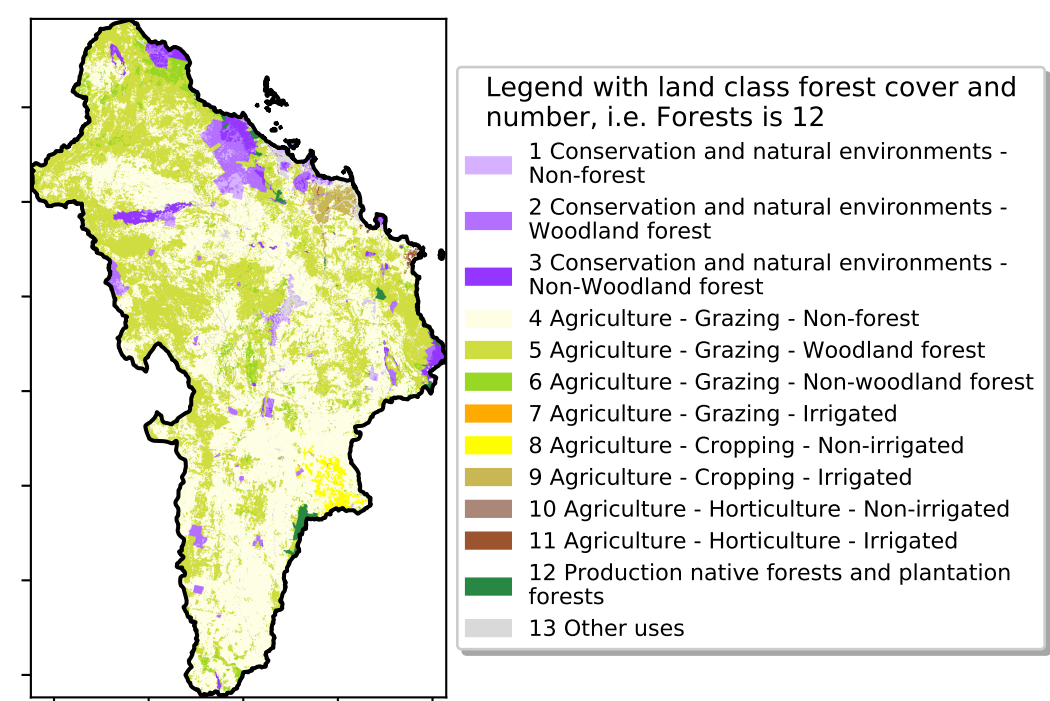 Legend with land class forest cover and
number, i.e. Forests is 12
1 Conservation and natural environments -
Non-forest
2 Conservation and natural environments -
Woodland forest
3 Conservation and natural environments -
Non-Woodland forest
4 Agriculture - Grazing - Non-forest
5 Agriculture - Grazing - Woodland forest
6 Agriculture - Grazing - Non-woodland forest
7 Agriculture - Grazing - Irrigated
8 Agriculture - Cropping - Non-irrigated
9 Agriculture - Cropping - Irrigated
10 Agriculture - Horticulture - Non-irrigated
11 Agriculture - Horticulture - Irrigated
12 Production native forests and plantation
forests
13 Other uses